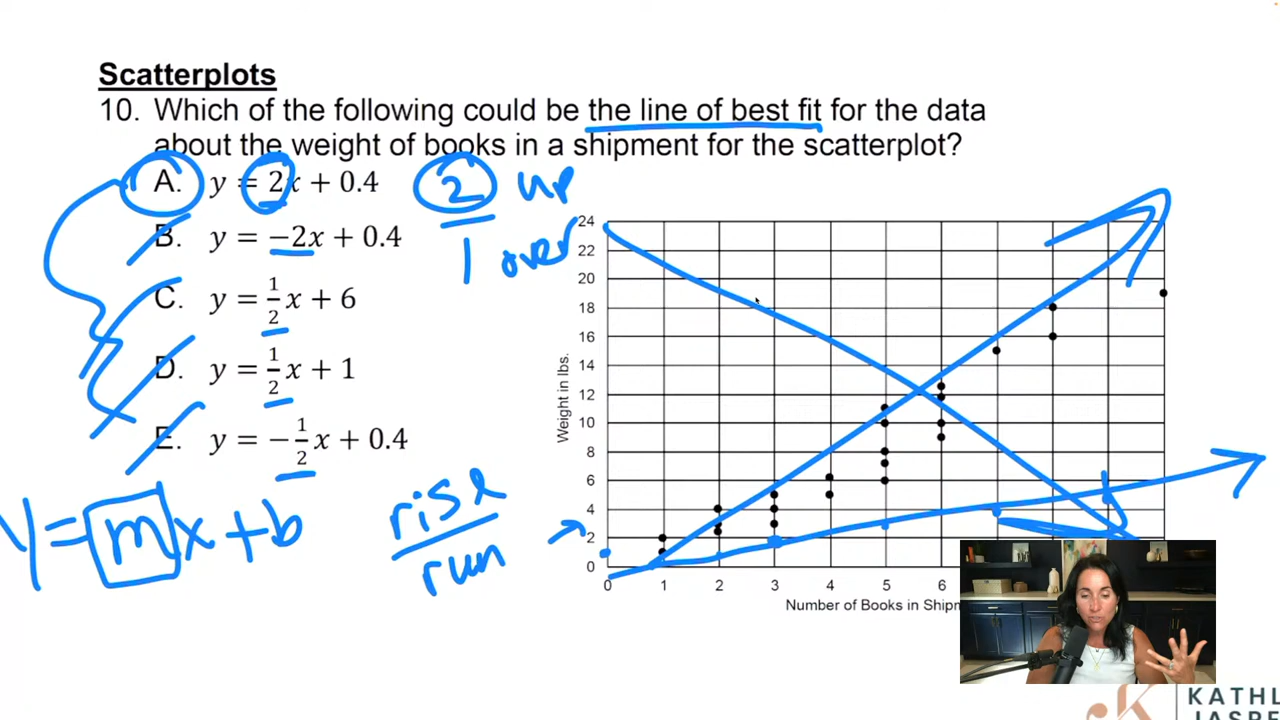 Scatterplots
10. Which of the following could be the line of best fit for the data
about the weight of books in a shipment for the scatterplot?
A. y = 2x + 0.4
B. y = −2x + 0.4
C. y = 1/2 x + 6
D. y = 1/2 x + 1
E. y = −1/2 x + 0.4
2 up
1 over
y = mx + b
rise
run
Weight in lbs.
24
22
20
18
16
14
12
10
8
6
4
2
0
0 1 2 3 4 5 6
Number of Books in
KATHL
JASPE